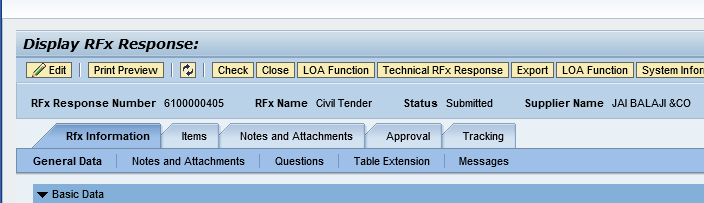 Display RFx Response:
Edit Print Preview Check Close LOA Function Technical RFx Response Export LOA Function System Infor
RFx Response Number 6100000405 RFx Name Civil Tender Status Submitted Supplier Name JAI BALAJI &CO
Rfx Information Items Notes and Attachments Approval Tracking
General Data Notes and Attachments Questions Table Extension Messages
Basic Data